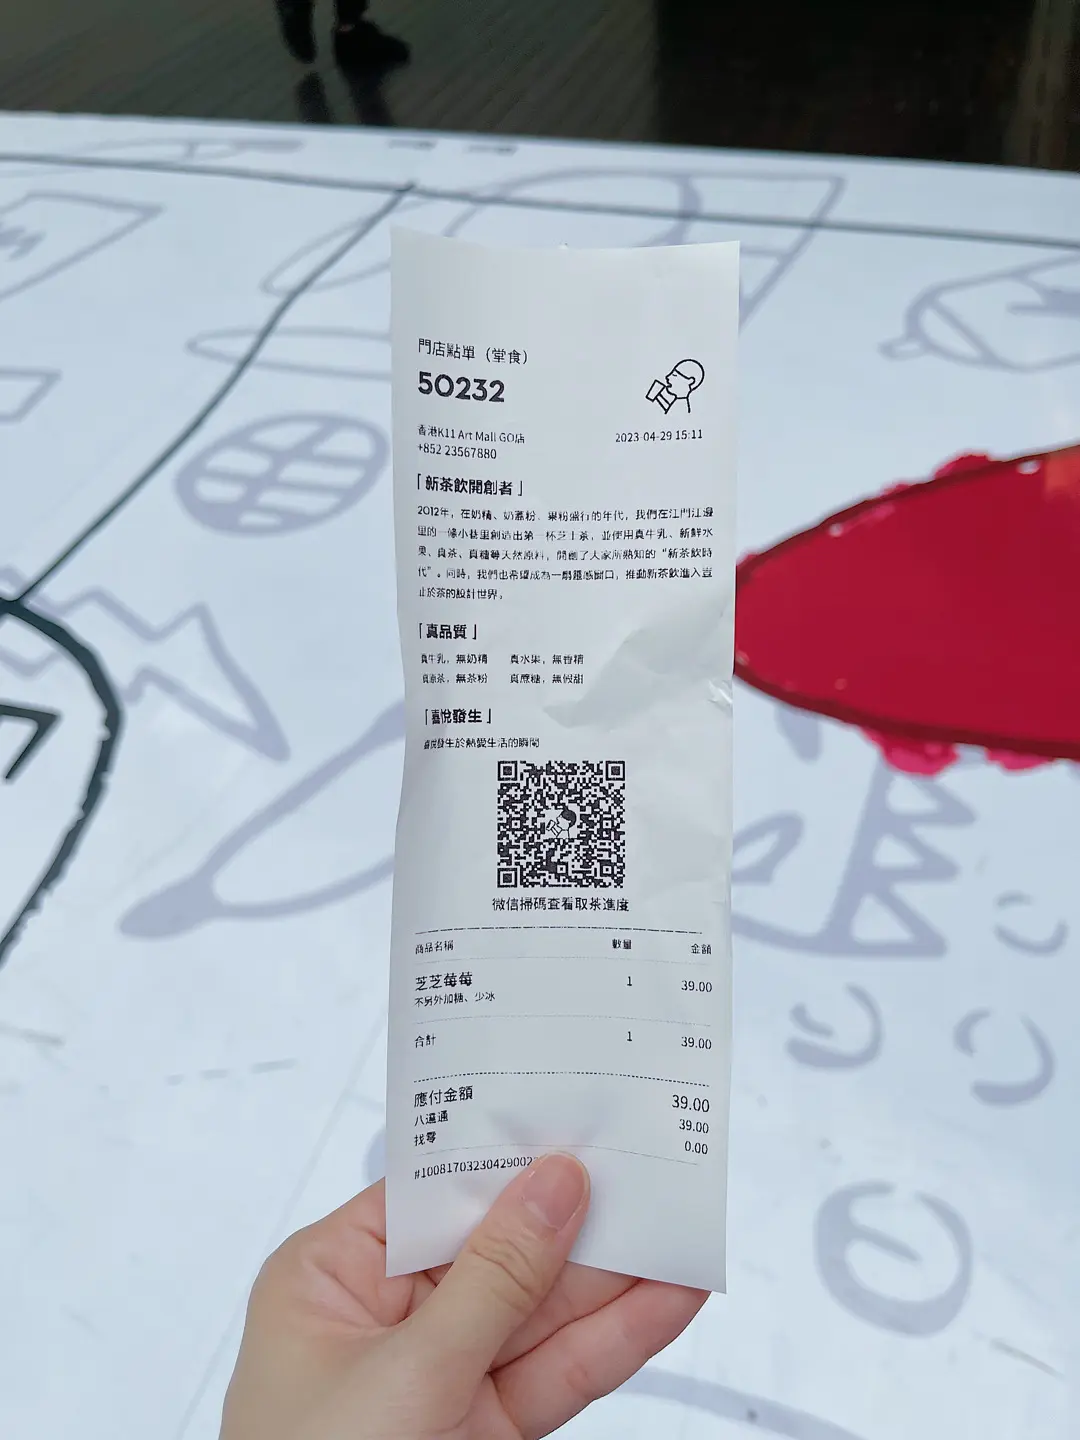 門店點單（堂食）
50232
香港K11 Art Mall GO店
2023-04-29 15:11
+852 23567880
「新茶飲開創者」
2012年，在奶精、奶蓋粉、果粉盛行的年代，我們在江門江邊
里的一條小巷里創造出第一杯芝士茶，並使用真牛乳、新鮮水
果、真茶、真糖等天然原料，開創了大家所熟知的“新茶飲時
代”。同時，我們也希望成為一扇靈感窗口，推動新茶飲進入豈
止於茶的設計世界。
「真品質」
真牛乳，無奶精 真水果，無香精
真原茶，無茶粉 真蔗糖，無假甜
「喜悅發生」
喜悅發生於熱愛生活的瞬間
微信掃碼查看取茶進度
商品名稱 數量 金額
芝芝莓莓 1 39.00
不另外加糖、少冰
合計 1 39.00
應付金額 39.00
八達通 39.00
找零 0.00
#1008170323042900